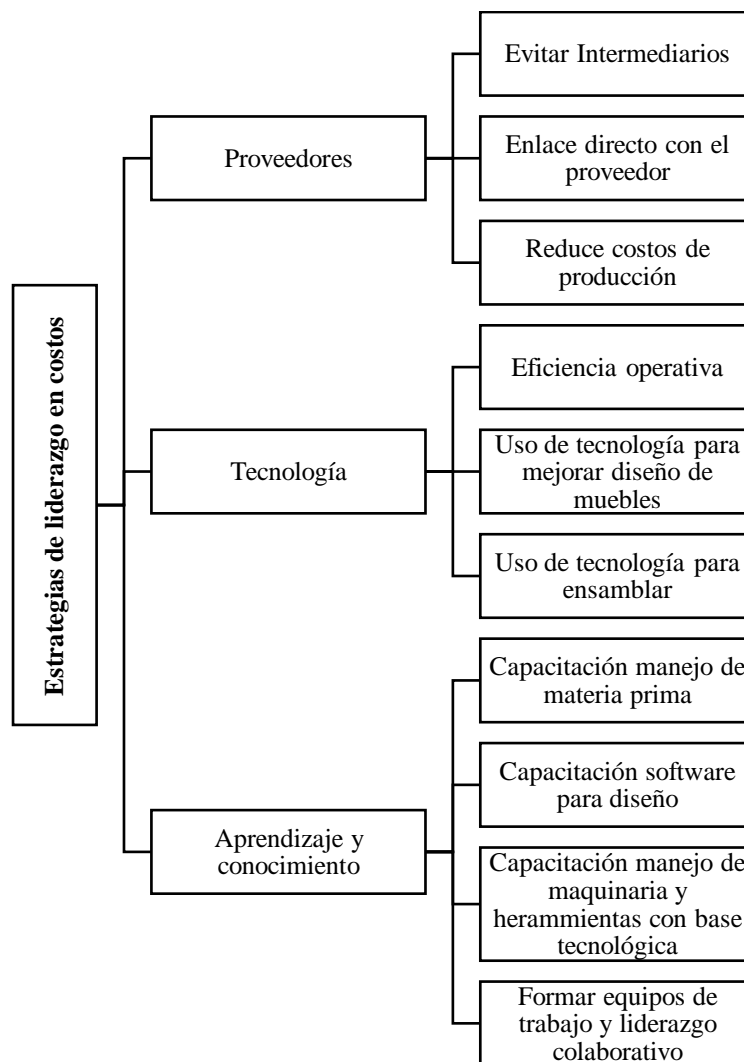 Estrategias de liderazgo en costos
Proveedores
Evitar Intermediarios
Enlace directo con el
proveedor
Reduce costos de
producción
Tecnología
Eficiencia operativa
Uso de tecnología para
mejorar diseño de
muebles
Uso de tecnología para
ensamblar
Aprendizaje y
conocimiento
Capacitación manejo de
materia prima
Capacitación software
para diseño
Capacitación manejo de
maquinaria y
herammientas con base
tecnológica
Formar equipos de
trabajo y liderazgo
colaborativo